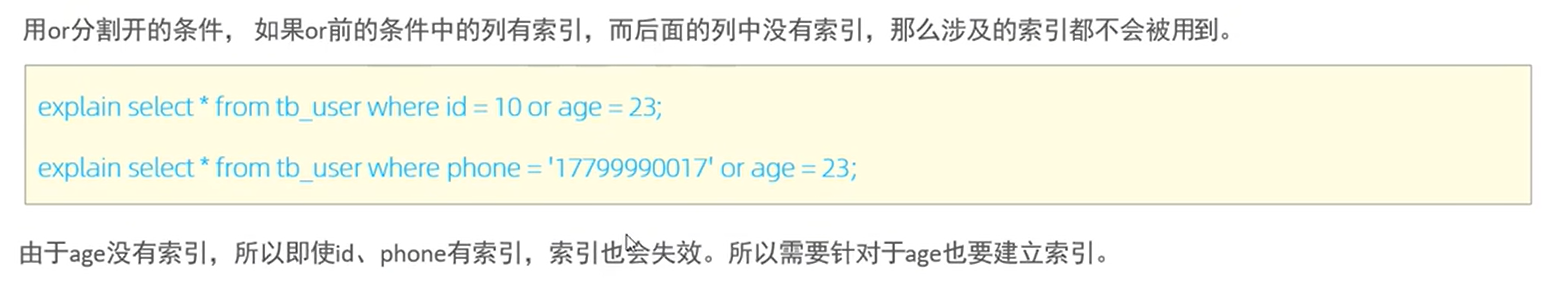 用or分割开的条件， 如果or前的条件中的列有索引，而后面的列中没有索引，那么涉及的索引都不会被用到。
explain select * from tb_user where id = 10 or age = 23;
explain select * from tb_user where phone = '17799990017' or age = 23;
由于age没有索引，所以即使id、phone有索引，索引也会失效。所以需要针对于age也要建立索引。